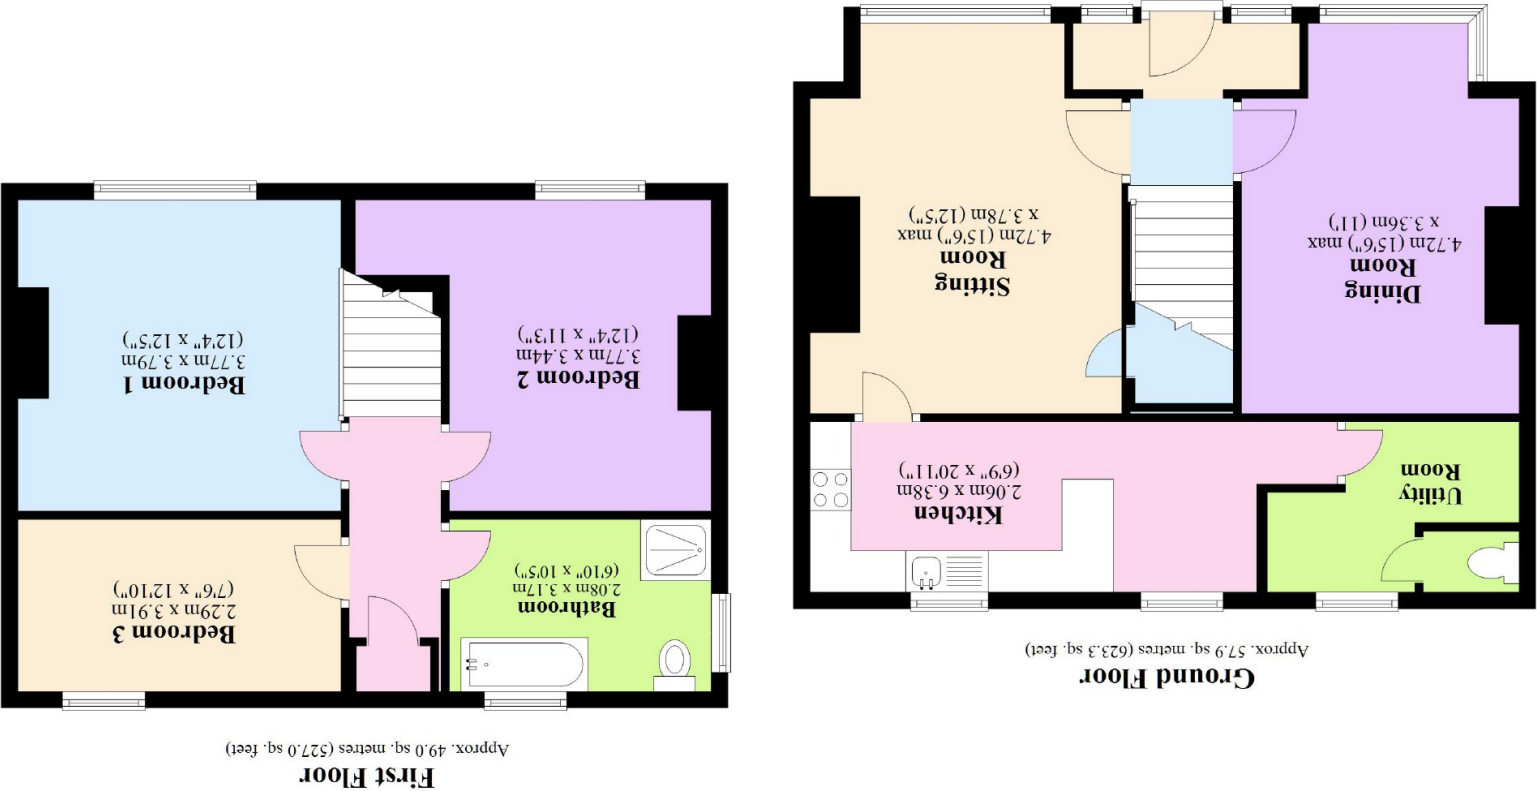 Ground Floor
Approx. 57.9 sq. metres (623.3 sq. feet)
Utility
Room
Kitchen
2.06m x 6.38m
(6'9" x 20'11")
Dining
Room
4.72m (15'6") max
x 3.36m (11')
Sitting
Room
4.72m (15'6") max
x 3.78m (12'5")
First Floor
Approx. 49.0 sq. metres (527.0 sq. feet)
Bathroom
2.08m x 3.17m
(6'10" x 10'5")
Bedroom 3
2.29m x 3.91m
(7'6" x 12'10")
Bedroom 2
3.77m x 3.44m
(12'4" x 11'3")
Bedroom 1
3.77m x 3.79m
(12'4" x 12'5")